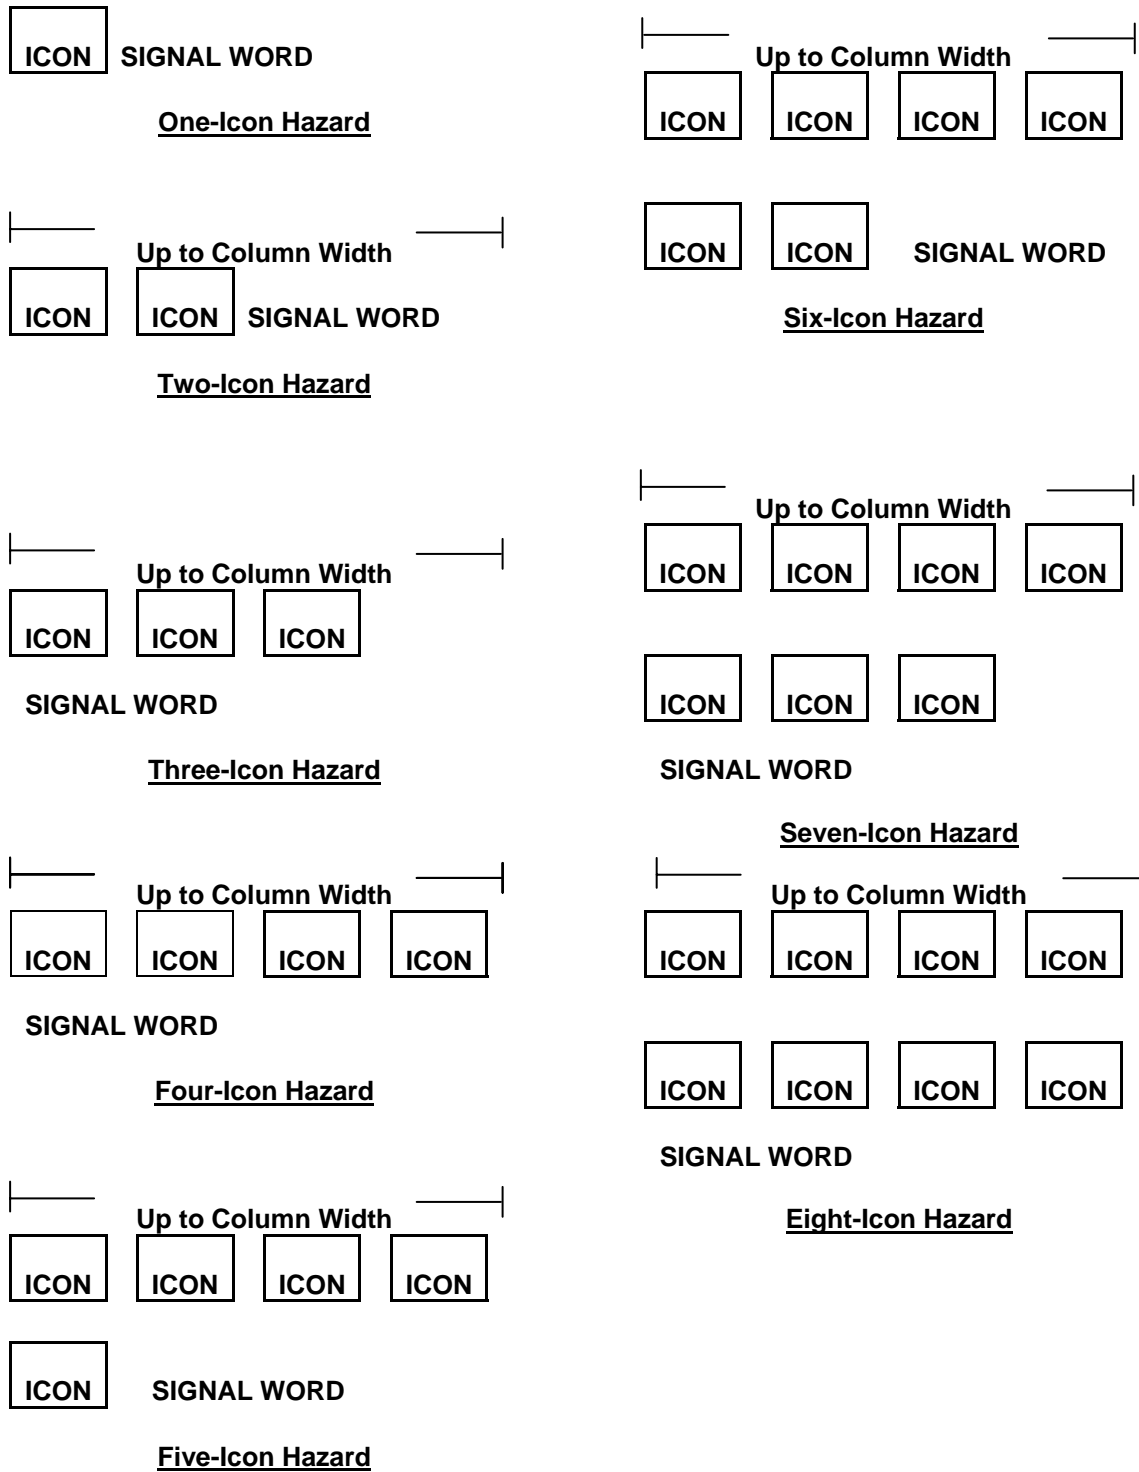 ICON SIGNAL WORD
One-Icon Hazard
Up to Column Width
ICON ICON SIGNAL WORD
Two-Icon Hazard
Up to Column Width
ICON ICON ICON
SIGNAL WORD
Three-Icon Hazard
Up to Column Width
ICON ICON ICON ICON
SIGNAL WORD
Four-Icon Hazard
Up to Column Width
ICON ICON ICON ICON
ICON SIGNAL WORD
Five-Icon Hazard
Up to Column Width
ICON ICON ICON ICON
ICON ICON SIGNAL WORD
Six-Icon Hazard
Up to Column Width
ICON ICON ICON ICON
ICON ICON ICON
SIGNAL WORD
Seven-Icon Hazard
Up to Column Width
ICON ICON ICON ICON
ICON ICON ICON ICON
SIGNAL WORD
Eight-Icon Hazard